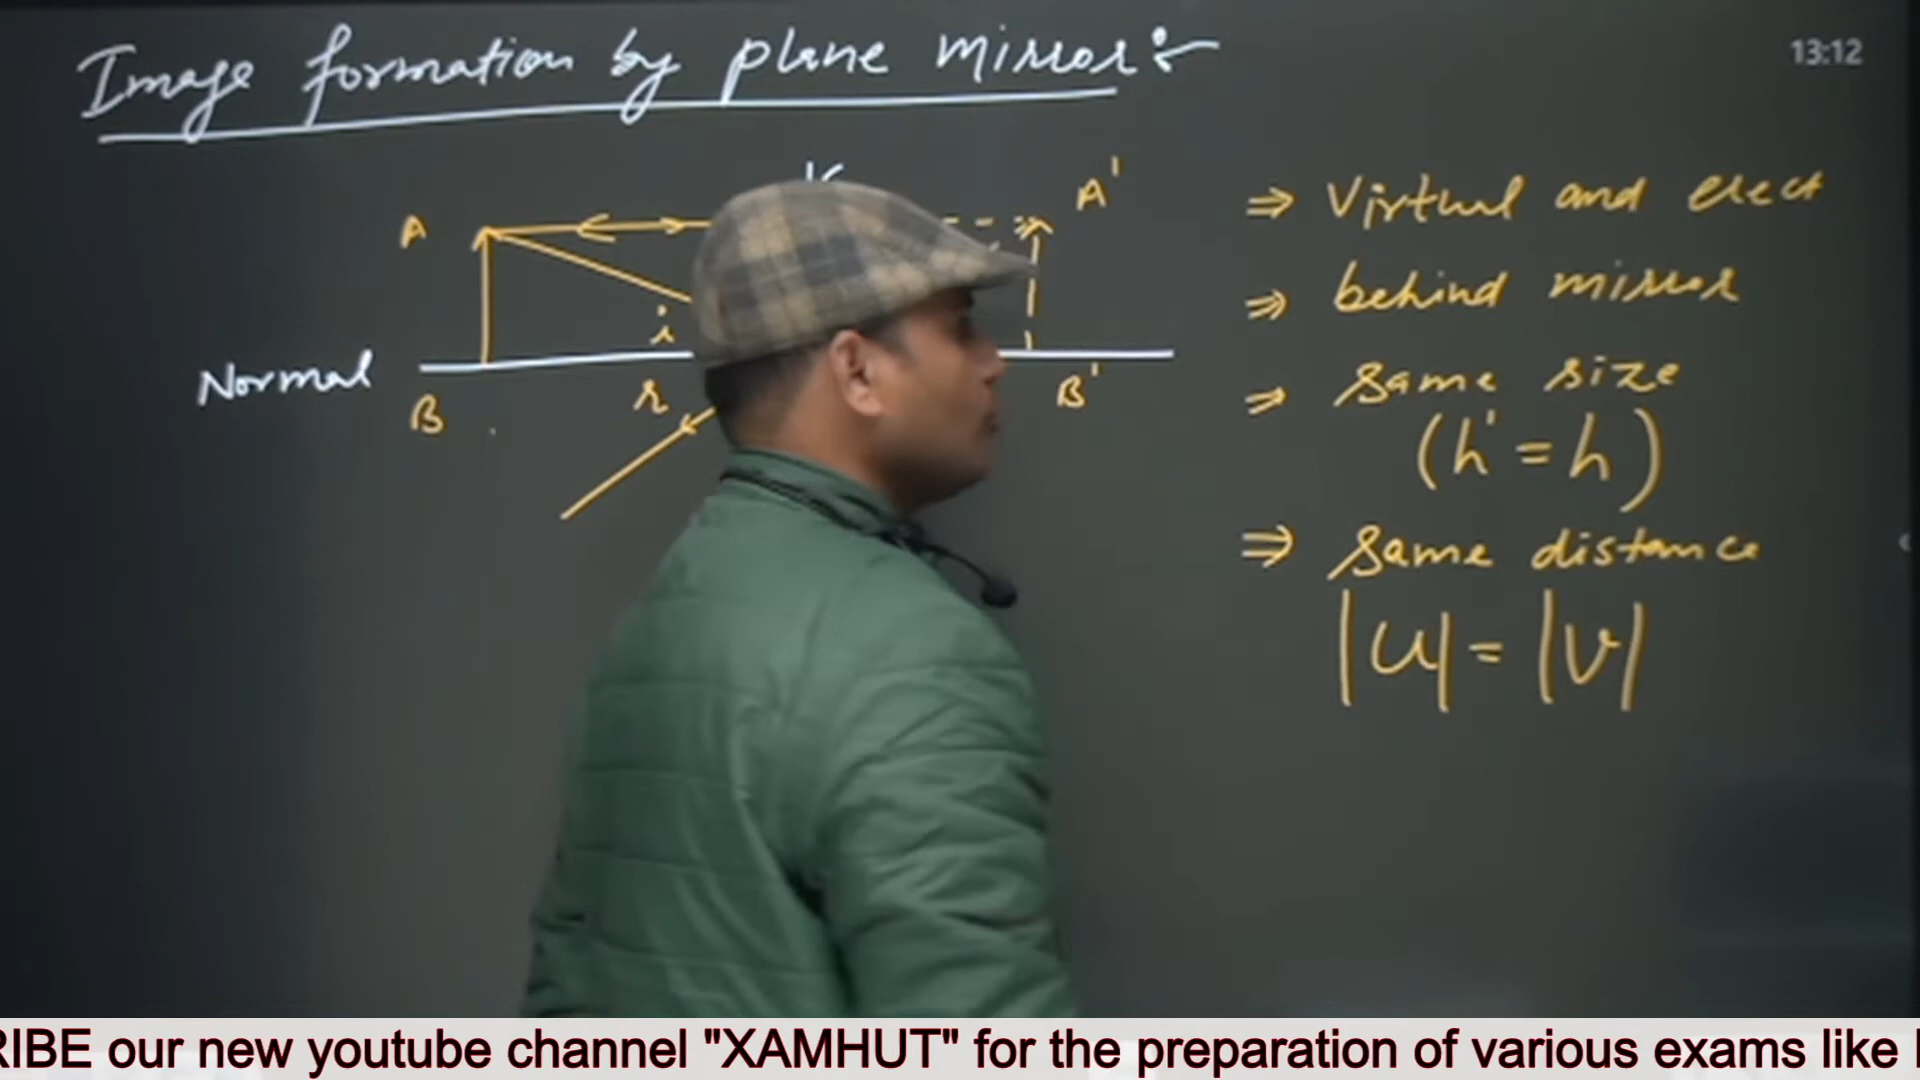 Image formation by plane mirror:-
13:12
A
A'
i
Normal
B
r
B'
⇒ Virtual and erect
⇒ behind mirror
⇒ Same size
(h' = h)
⇒ Same distance
|u| = |v|
RIBE our new youtube channel "XAMHUT" for the preparation of various exams like